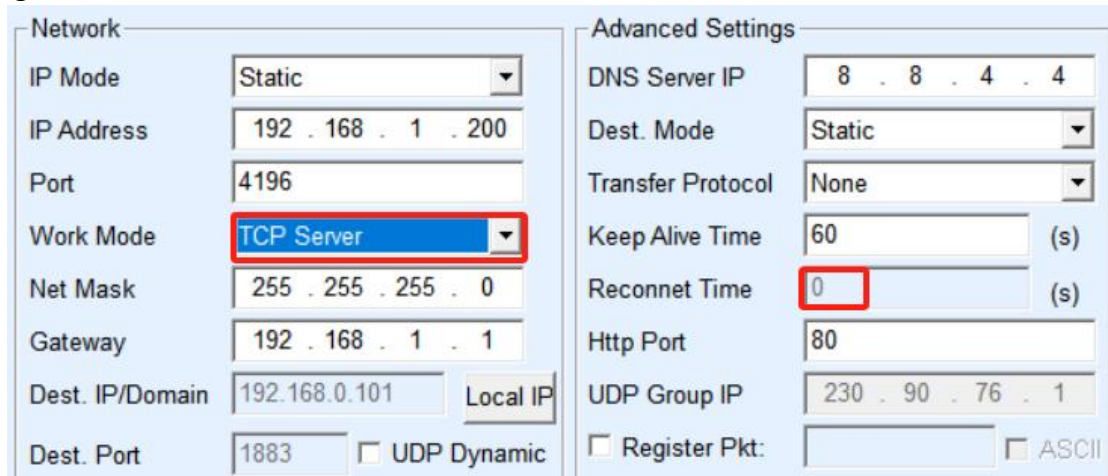 Network
IP Mode Static
IP Address 192 . 168 . 1 . 200
Port 4196
Work Mode TCP Server
Net Mask 255 . 255 . 255 . 0
Gateway 192 . 168 . 1 . 1
Dest. IP/Domain 192.168.0.101 Local IP
Dest. Port 1883 UDP Dynamic
Advanced Settings
DNS Server IP 8 . 8 . 4 . 4
Dest. Mode Static
Transfer Protocol None
Keep Alive Time 60 (s)
Reconnet Time 0 (s)
Http Port 80
UDP Group IP 230 . 90 . 76 . 1
Register Pkt: ASCII